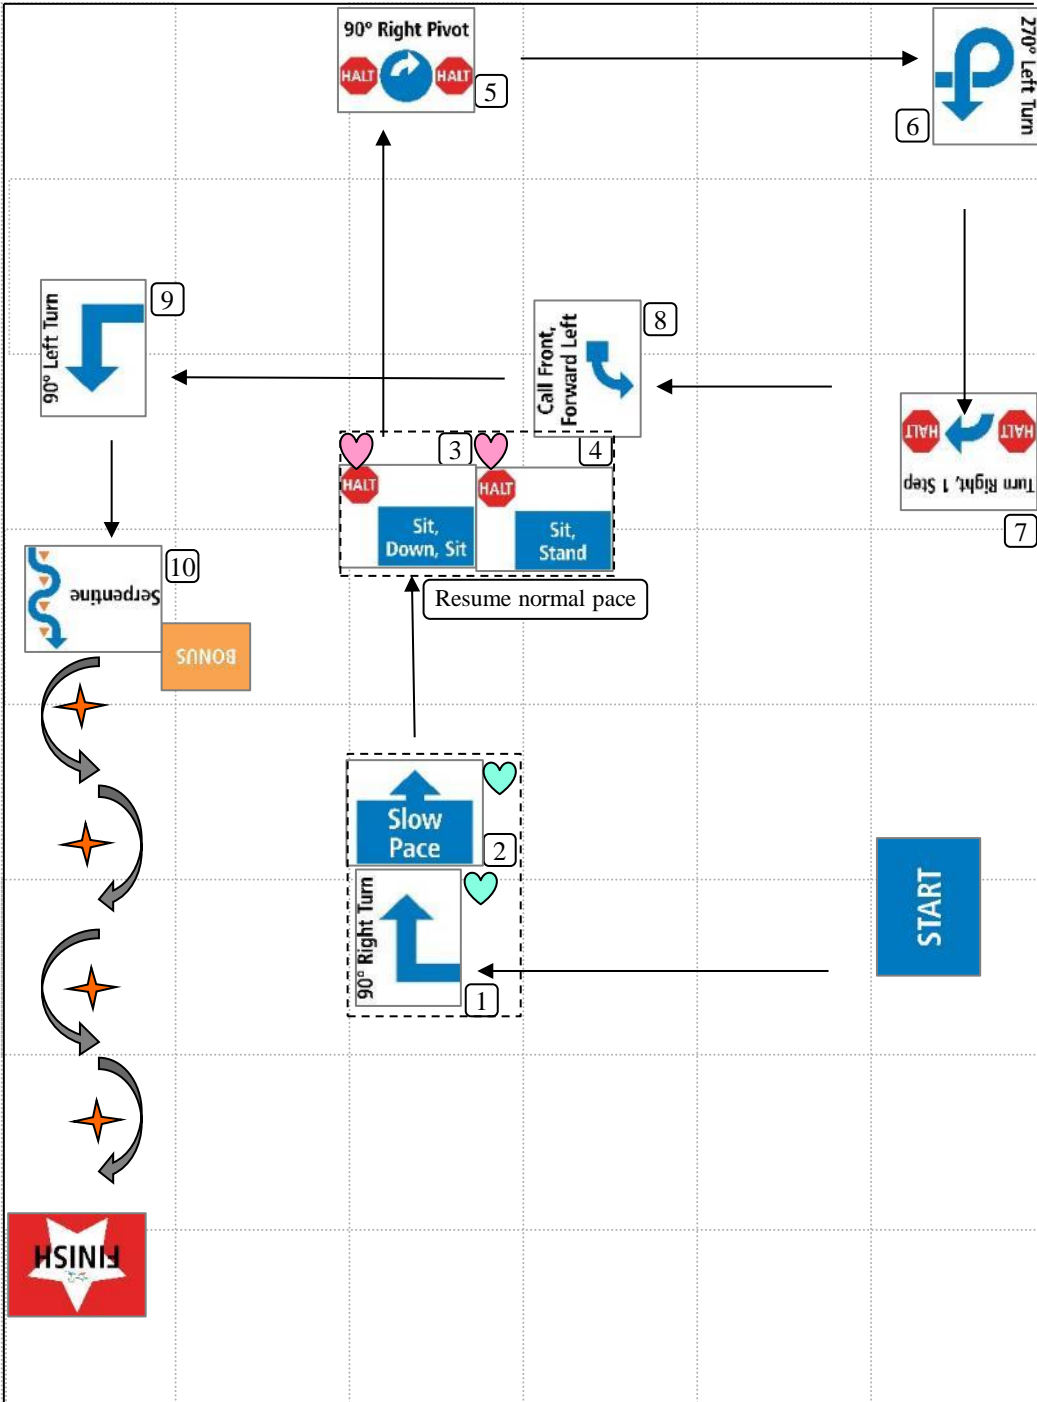 90° Right Pivot
HALT
HALT
5
270° Left Turn
6
9
90° Left Turn
8
Call Front,
Forward Left
HALT
HALT
Turn Right, 1 Step
7
3
4
HALT
Sit,
Down, Sit
HALT
Sit,
Stand
10
Serpentine
Resume normal pace
BONUS
Slow
Pace
2
90° Right Turn
1
START
FINISH